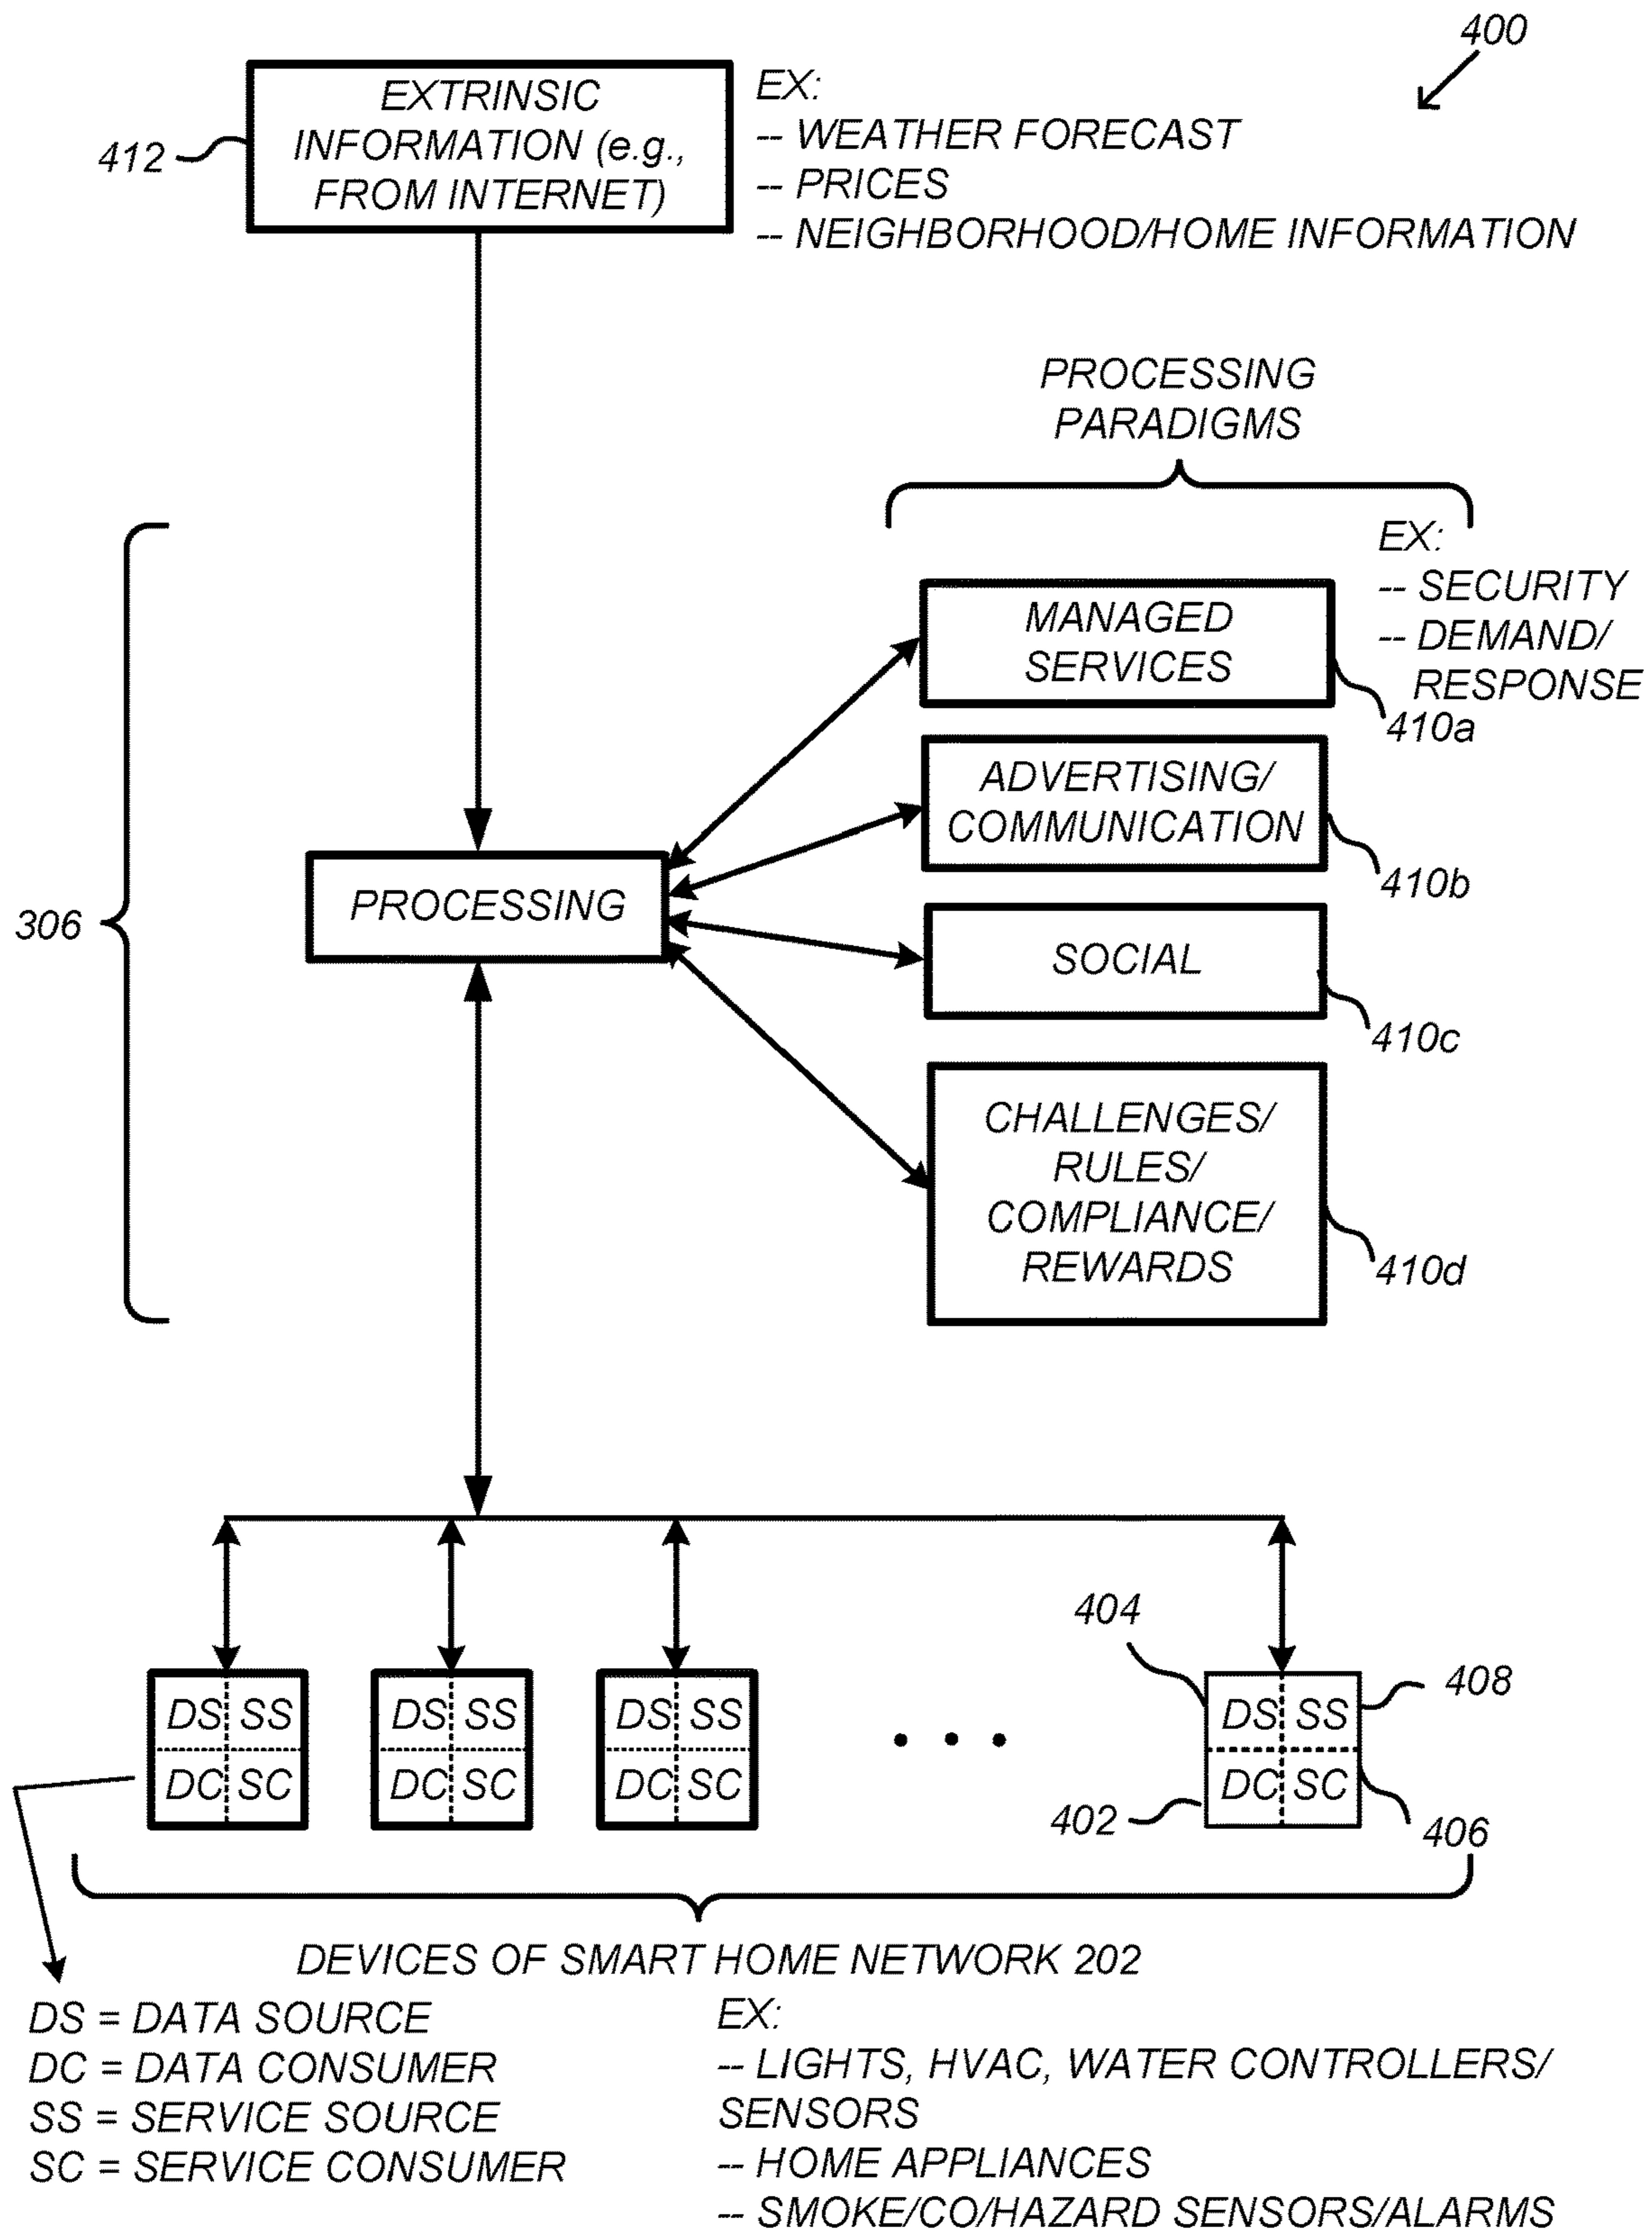 400
EXTRINSIC
INFORMATION (e.g.,
FROM INTERNET)
412
EX:
-- WEATHER FORECAST
-- PRICES
-- NEIGHBORHOOD/HOME INFORMATION
PROCESSING
PARADIGMS
EX:
-- SECURITY
-- DEMAND/
RESPONSE
MANAGED
SERVICES
410a
ADVERTISING/
COMMUNICATION
410b
306
PROCESSING
SOCIAL
410c
CHALLENGES/
RULES/
COMPLIANCE/
REWARDS
410d
404
408
DS SS
DC SC
DS SS
DC SC
DS SS
DC SC
DS SS
DC SC
402
406
DEVICES OF SMART HOME NETWORK 202
DS = DATA SOURCE
DC = DATA CONSUMER
SS = SERVICE SOURCE
SC = SERVICE CONSUMER
EX:
-- LIGHTS, HVAC, WATER CONTROLLERS/
SENSORS
-- HOME APPLIANCES
-- SMOKE/CO/HAZARD SENSORS/ALARMS